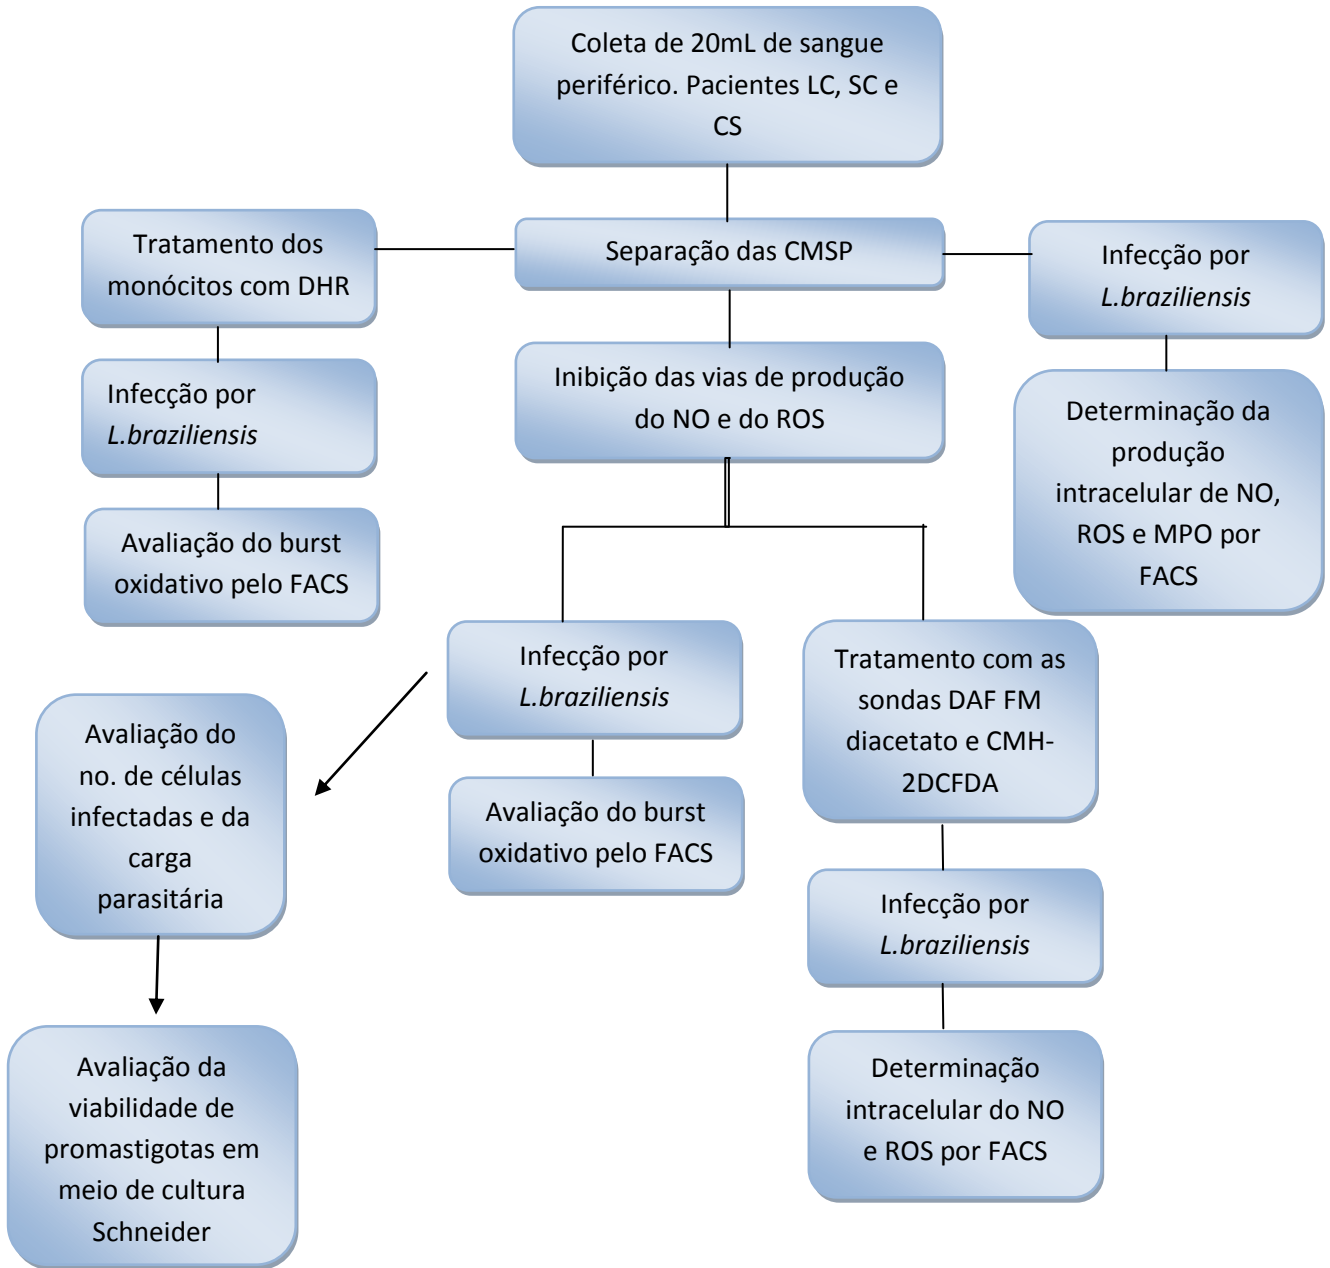 Coleta de 20mL de sangue
periférico. Pacientes LC, SC e
CS
Tratamento dos
monócitos com DHR
Separação das CMSP
Infecção por
L.braziliensis
Infecção por
L.braziliensis
Inibição das vias de produção
do NO e do ROS
Determinação da
produção
intracelular de NO,
ROS e MPO por
FACS
Avaliação do burst
oxidativo pelo FACS
Infecção por
L.braziliensis
Tratamento com as
sondas DAF FM
diacetato e CMH-
2DCFDA
Avaliação do
no. de células
infectadas e da
carga
parasitária
Avaliação do burst
oxidativo pelo FACS
Infecção por
L.braziliensis
Avaliação da
viabilidade de
promastigotas em
meio de cultura
Schneider
Determinação
intracelular do NO
e ROS por FACS